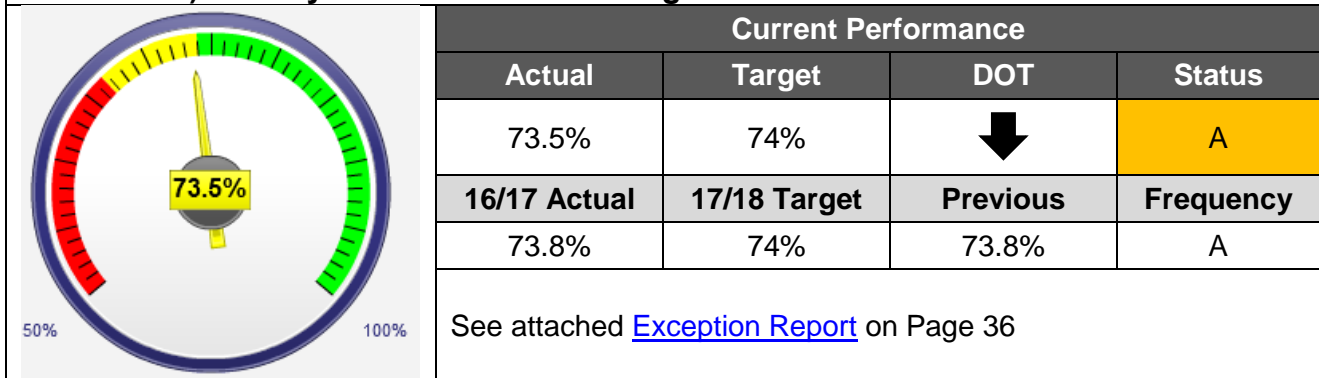 Current Performance
Actual Target DOT Status
73.5% 74% A
16/17 Actual 17/18 Target Previous Frequency
73.8% 74% 73.8% A
See attached Exception Report on Page 36
73.5%
50% 100%